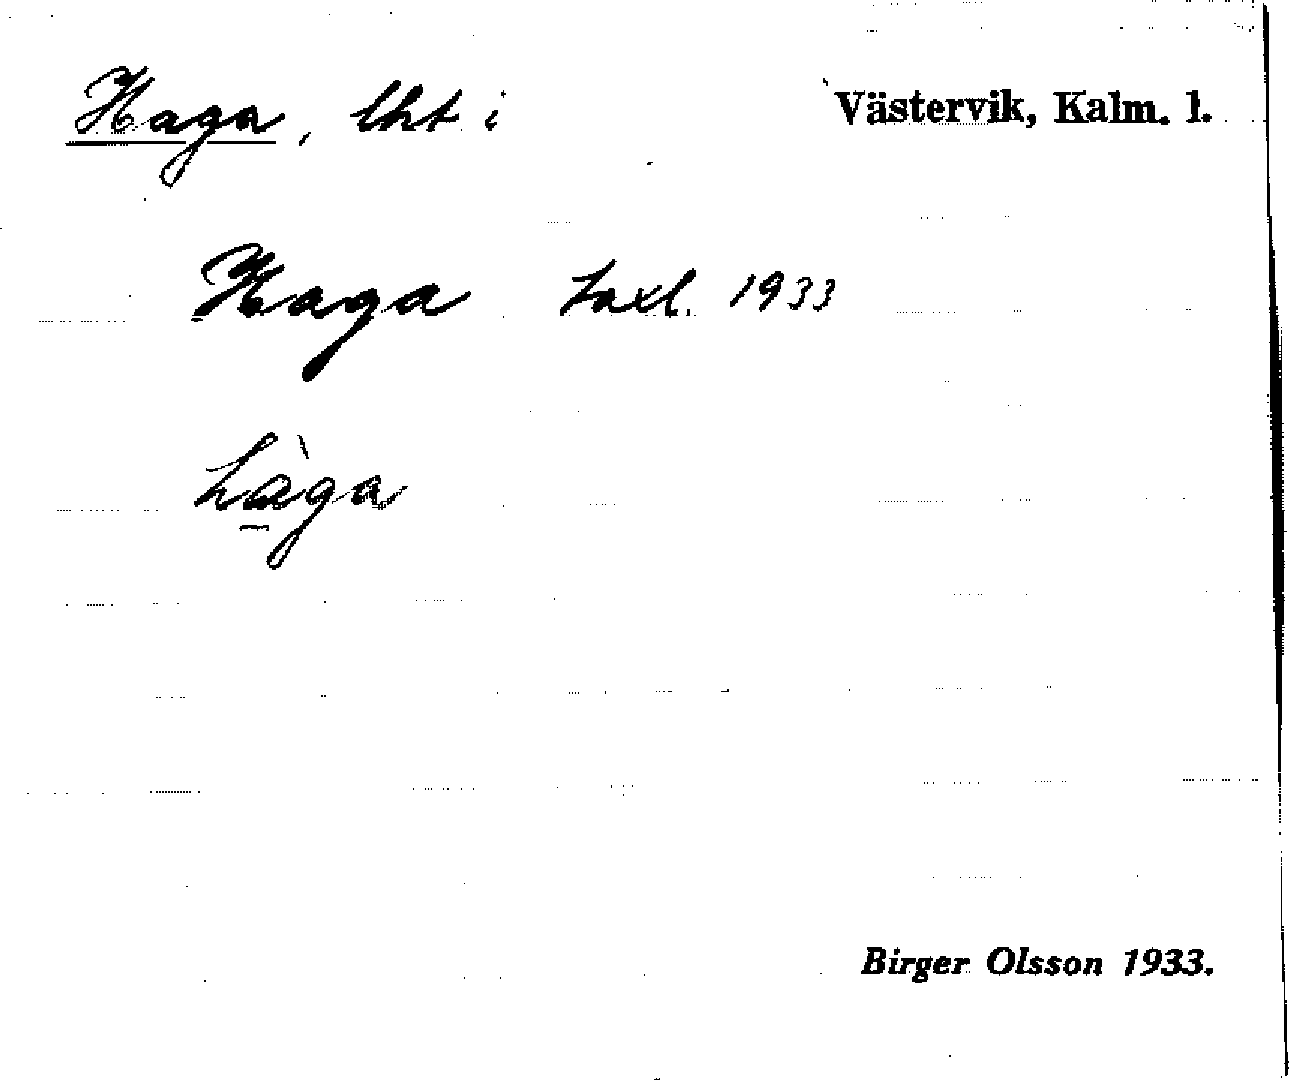 Haga, lht i Västervik, Kalm. l.
Haga taxl. 1933
hàga
Birger Olsson 1933.